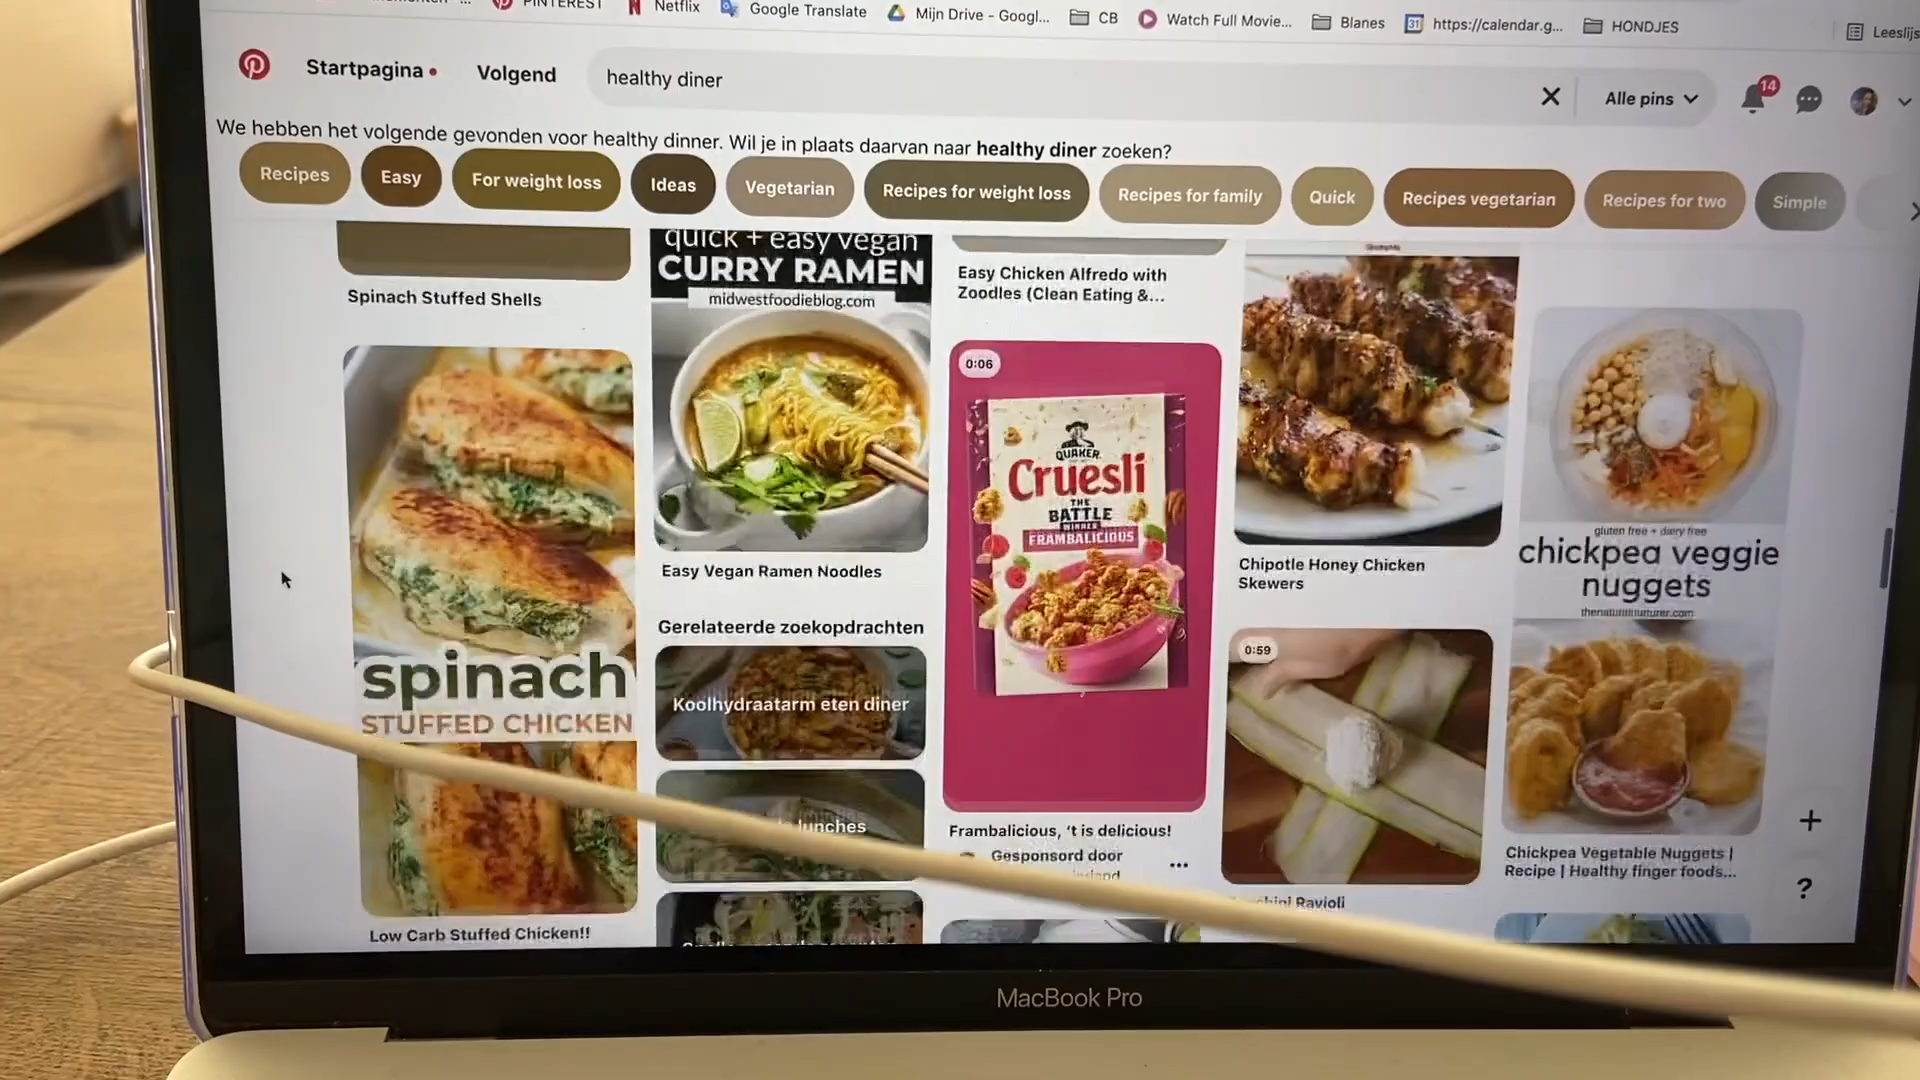 PINTEREST
Netflix
Google Translate
Mijn Drive - Googl...
CB
Watch Full Movie...
Blanes
31
https://calendar.g...
HONDJES
Leeslijs
Startpagina
Volgend
healthy diner
Alle pins
14
We hebben het volgende gevonden voor healthy dinner. Wil je in plaats daarvan naar healthy diner zoeken?
Recipes
Easy
For weight loss
Ideas
Vegetarian
Recipes for weight loss
Recipes for family
Quick
Recipes vegetarian
Recipes for two
Simple
Spinach Stuffed Shells
spinach
STUFFED CHICKEN
Low Carb Stuffed Chicken!!
quick + easy vegan
CURRY RAMEN
midwestfoodieblog.com
Easy Vegan Ramen Noodles
Gerelateerde zoekopdrachten
Koolhydraatarm eten diner
lunches
Easy Chicken Alfredo with
Zoodles (Clean Eating &...
0:06
QUAKER
Cruesli
THE
BATTLE
WINNER
FRAMBALICIOUS
Frambalicious, 't is delicious!
Gesponsord door
Chipotle Honey Chicken
Skewers
0:59
Ravioli
gluten free + dairy free
chickpea veggie
nuggets
thenaturalnurturer.com
Chickpea Vegetable Nuggets |
Recipe | Healthy finger foods...
+
?
MacBook Pro